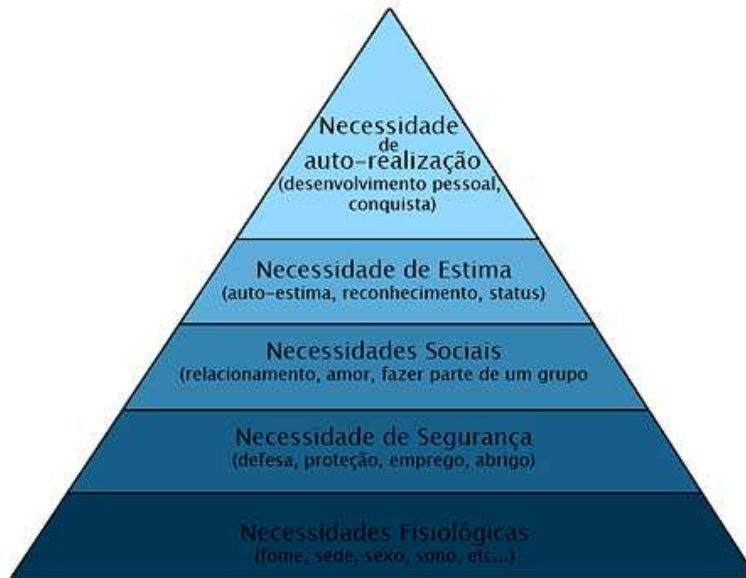 Necessidade
de
auto-realização
(desenvolvimento pessoal,
conquista)
Necessidade de Estima
(auto-estima, reconhecimento, status)
Necessidades Sociais
(relacionamento, amor, fazer parte de um grupo
Necessidade de Segurança
(defesa, proteção, emprego, abrigo)
Necessidades Fisiológicas
(fome, sede, sexo, sono, etc...)